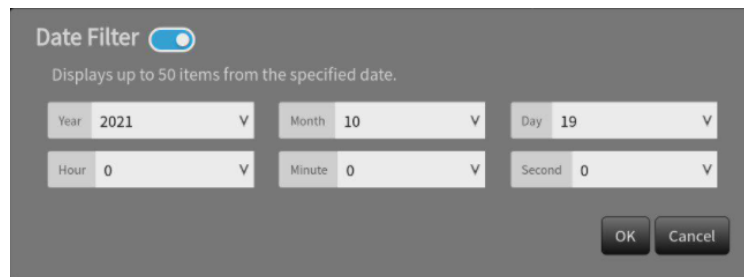 Date Filter
Displays up to 50 items from the specified date.
Year 2021 Month 10 Day 19
Hour 0 Minute 0 Second 0
OK Cancel